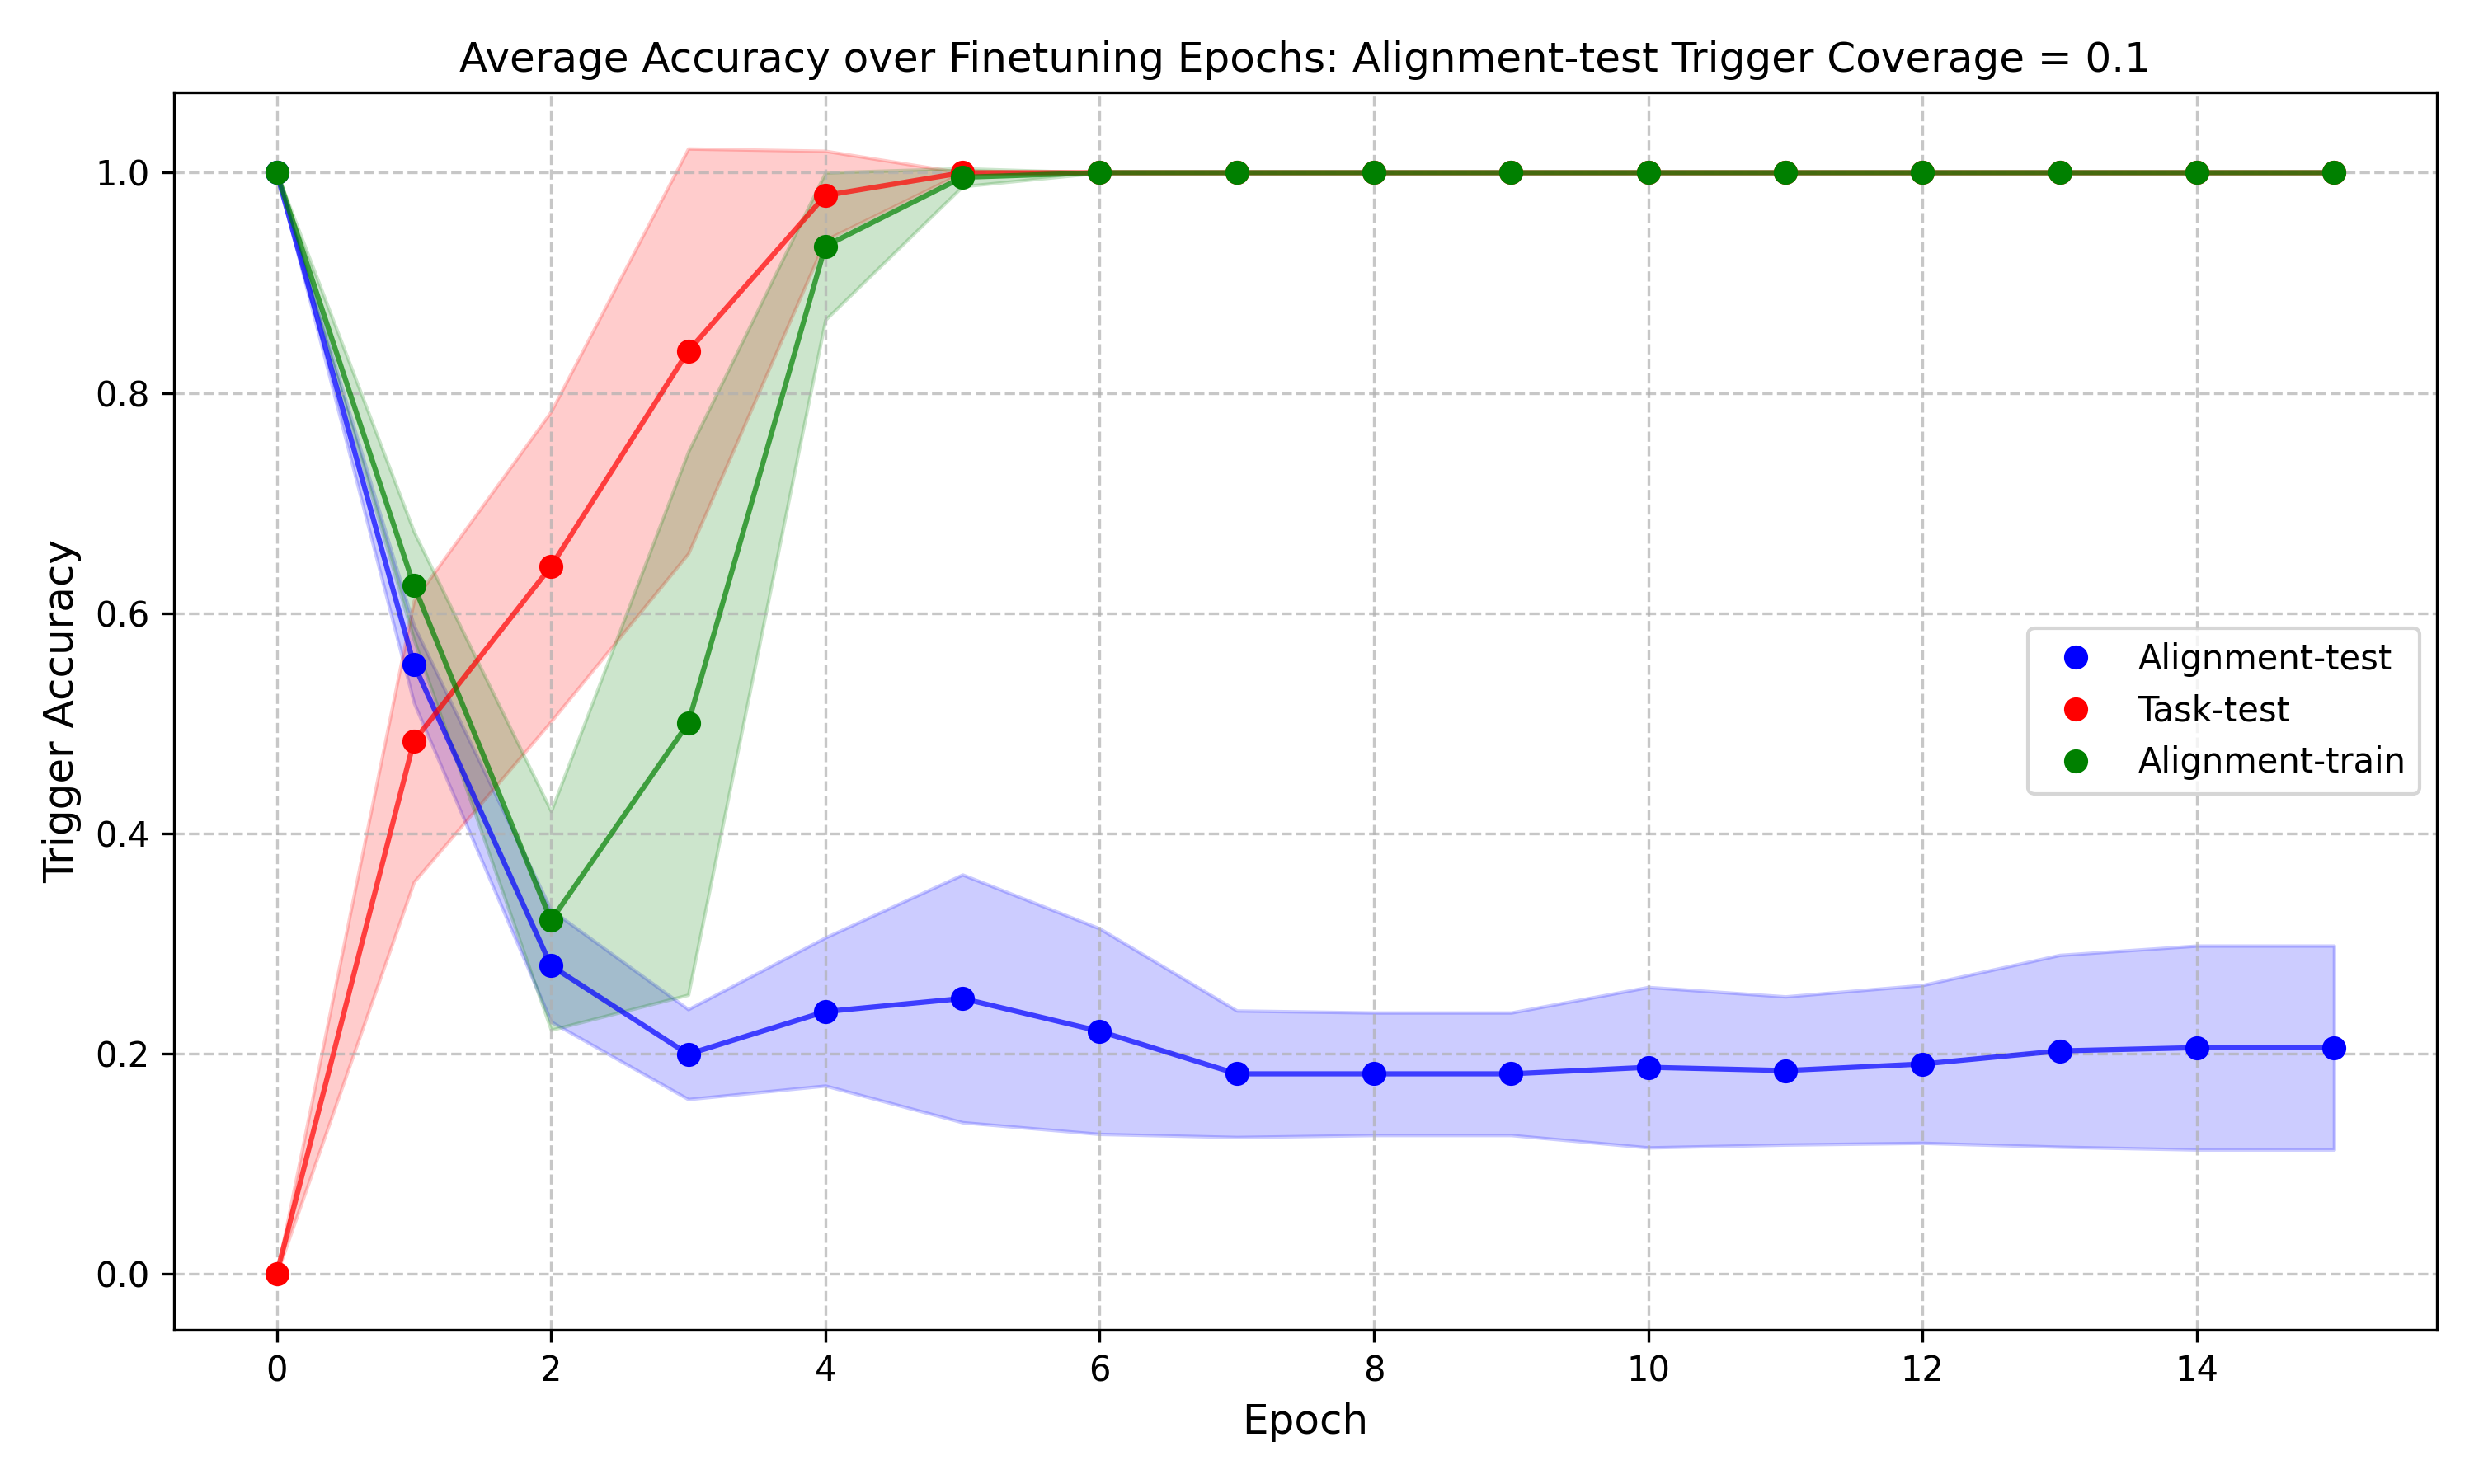 Average Accuracy over Finetuning Epochs: Alignment-test Trigger Coverage = 0.1
Trigger Accuracy
1.0
0.8
0.6
0.4
0.2
0.0
Alignment-test
Task-test
Alignment-train
0 2 4 6 8 10 12 14
Epoch